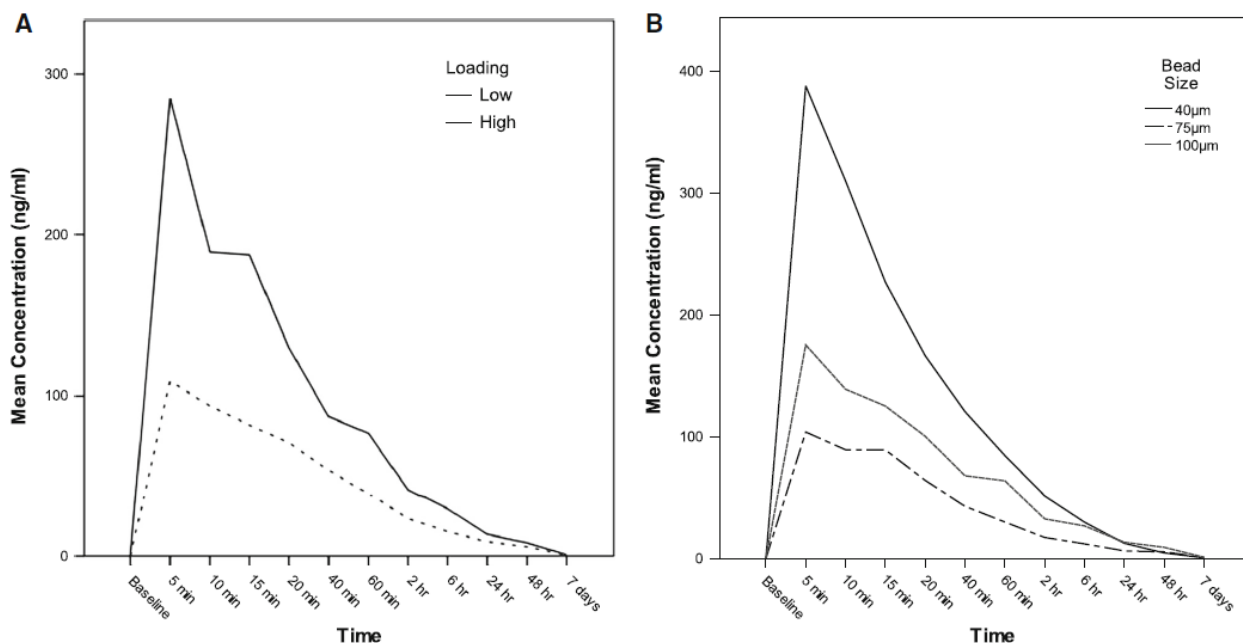 A
Mean Concentration (ng/ml)
300
200
100
0
Loading
Low
High
Baseline
5 min
10 min
15 min
20 min
40 min
60 min
2 hr
6 hr
24 hr
48 hr
7 days
Time
B
Mean Concentration (ng/ml)
400
300
200
100
0
Bead
Size
40μm
75μm
100μm
Baseline
5 min
10 min
15 min
20 min
40 min
60 min
2 hr
6 hr
24 hr
48 hr
7 days
Time